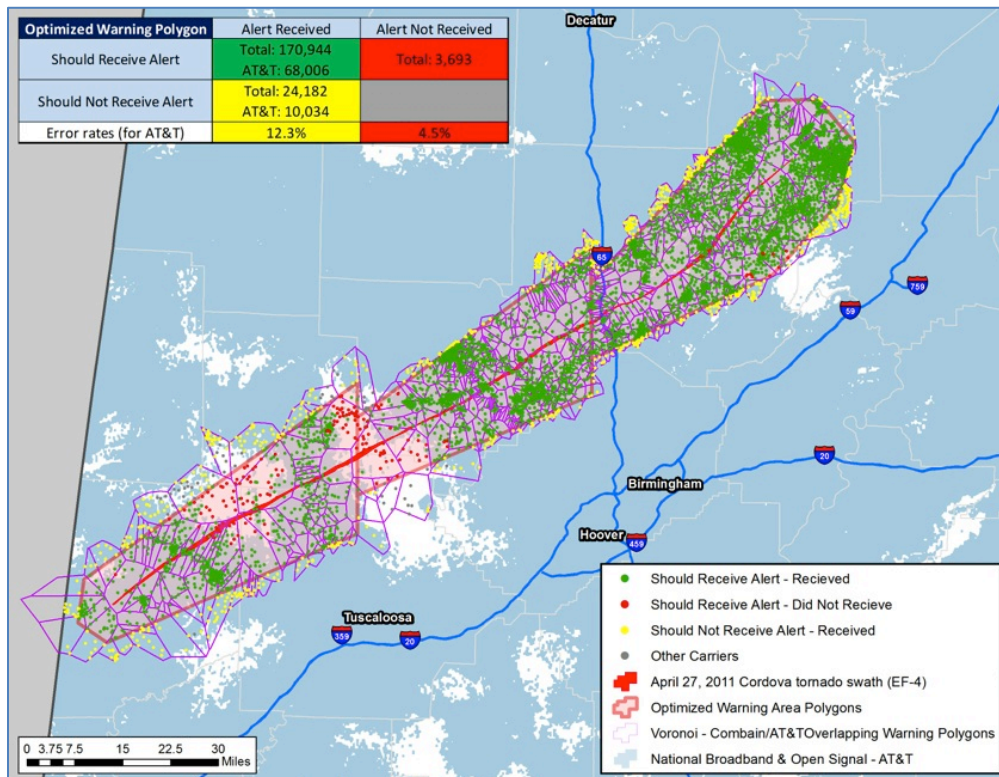 Optimized Warning Polygon Alert Received Alert Not Received
Should Receive Alert Total: 170,944 Total: 3,693
AT&T: 68,006
Should Not Receive Alert Total: 24,182
AT&T: 10,034
Error rates (for AT&T) 12.3% 4.5%
Decatur
65
759
59
20
Birmingham
Hoover
459
Tuscaloosa
359
20
Should Receive Alert - Recieved
Should Receive Alert - Did Not Recieve
Should Not Receive Alert - Received
Other Carriers
April 27, 2011 Cordova tornado swath (EF-4)
Optimized Warning Area Polygons
Voronoi - Combain/AT&TOverlapping Warning Polygons
National Broadband & Open Signal - AT&T
0 3.75 7.5 15 22.5 30
Miles